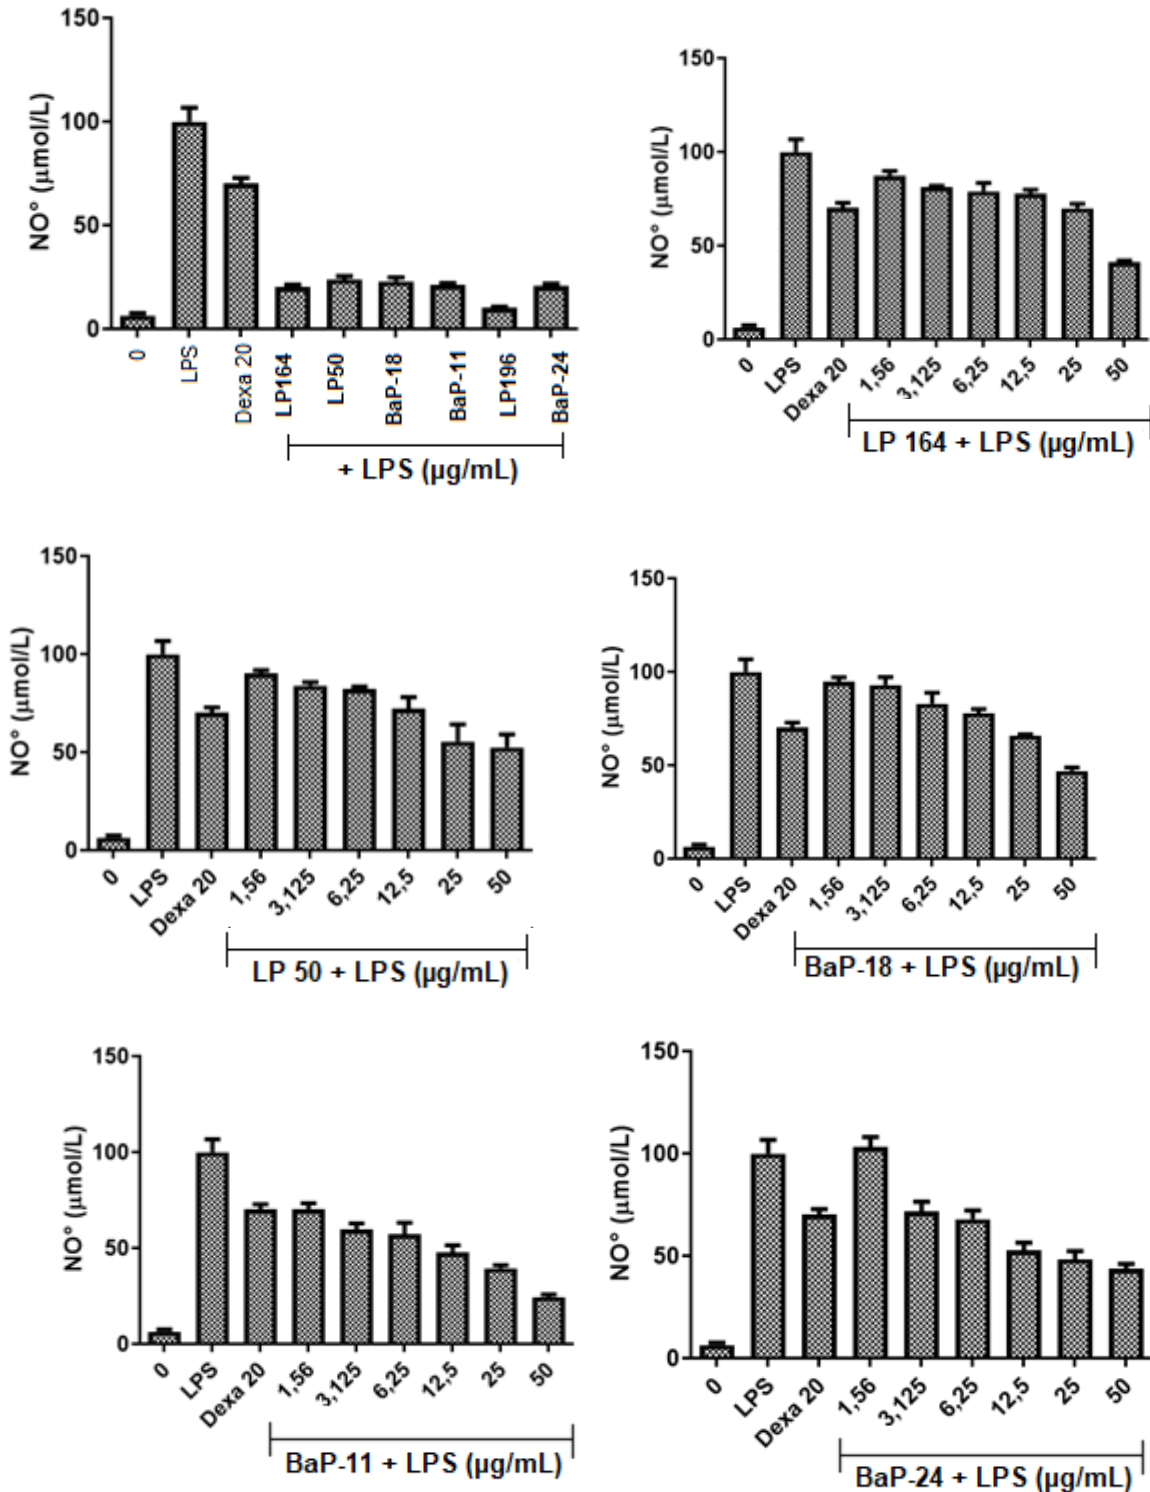 NO° (µmol/L)
150
100
50
0
0
LPS
Dexa 20
LP164
LP50
BaP-18
BaP-11
LP196
BaP-24
+ LPS (µg/mL)
NO° (µmol/L)
150
100
50
0
0
LPS
Dexa 20
1,56
3,125
6,25
12,5
25
50
LP 164 + LPS (µg/mL)
NO° (µmol/L)
150
100
50
0
0
LPS
Dexa 20
1,56
3,125
6,25
12,5
25
50
LP 50 + LPS (µg/mL)
NO° (µmol/L)
150
100
50
0
0
LPS
Dexa 20
1,56
3,125
6,25
12,5
25
50
BaP-18 + LPS (µg/mL)
NO° (µmol/L)
150
100
50
0
0
LPS
Dexa 20
1,56
3,125
6,25
12,5
25
50
BaP-11 + LPS (µg/mL)
NO° (µmol/L)
150
100
50
0
0
LPS
Dexa 20
1,56
3,125
6,25
12,5
25
50
BaP-24 + LPS (µg/mL)